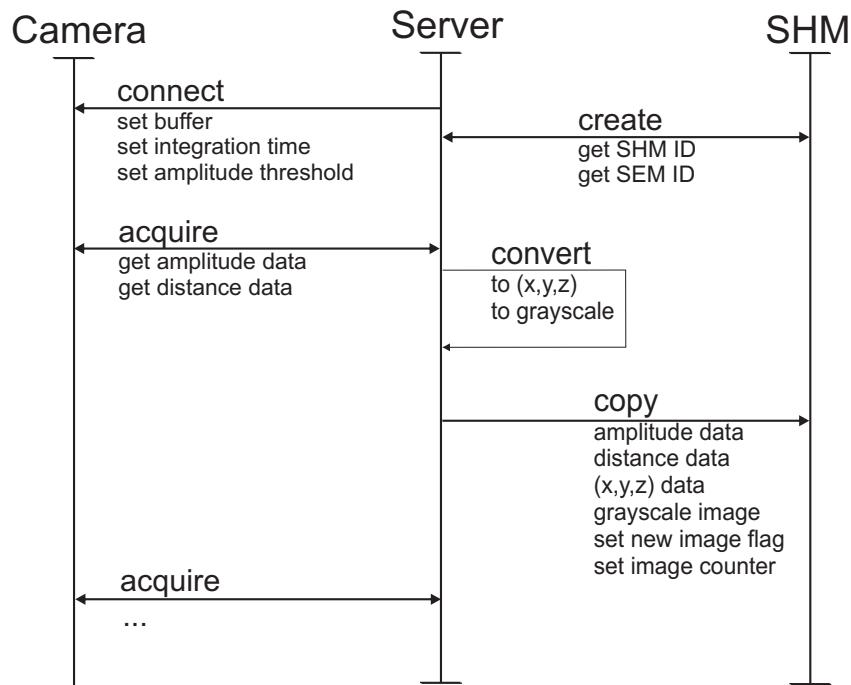 Camera
Server
SHM
connect
set buffer
set integration time
set amplitude threshold
create
get SHM ID
get SEM ID
acquire
get amplitude data
get distance data
convert
to (x,y,z)
to grayscale
copy
amplitude data
distance data
(x,y,z) data
grayscale image
set new image flag
set image counter
acquire
...